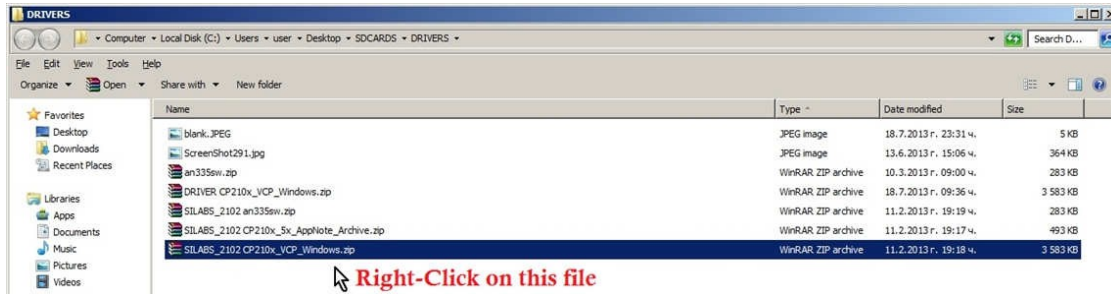 DRIVERS
Computer Local Disk (C:) Users user Desktop SDCARDS DRIVERS
Search D...
File Edit View Tools Help
Organize Open Share with New folder
Favorites
Desktop
Downloads
Recent Places
Libraries
Apps
Documents
Music
Pictures
Videos
Name Type Date modified Size
blank.JPEG JPEG image 18.7.2013 г. 23:31 ч. 5 KB
ScreenShot291.jpg JPEG image 13.6.2013 г. 15:06 ч. 364 KB
an335sw.zip WinRAR ZIP archive 10.3.2013 г. 09:00 ч. 283 KB
DRIVER CP210x_VCP_Windows.zip WinRAR ZIP archive 18.7.2013 г. 09:36 ч. 3 583 KB
SILABS_2102 an335sw.zip WinRAR ZIP archive 11.2.2013 г. 19:19 ч. 283 KB
SILABS_2102 CP210x_5x_AppNote_Archive.zip WinRAR ZIP archive 11.2.2013 г. 19:17 ч. 493 KB
SILABS_2102 CP210x_VCP_Windows.zip WinRAR ZIP archive 11.2.2013 г. 19:18 ч. 3 583 KB
Right-Click on this file